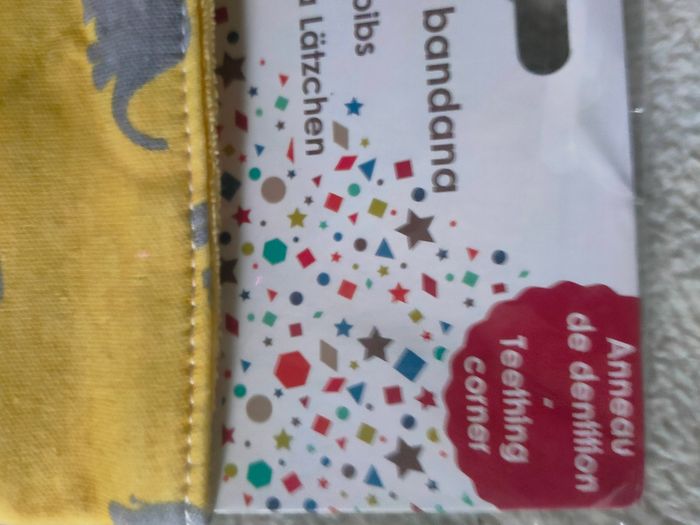 bandana
bibs
Lätzchen
Anneau
de dentition
-
Teething
corner